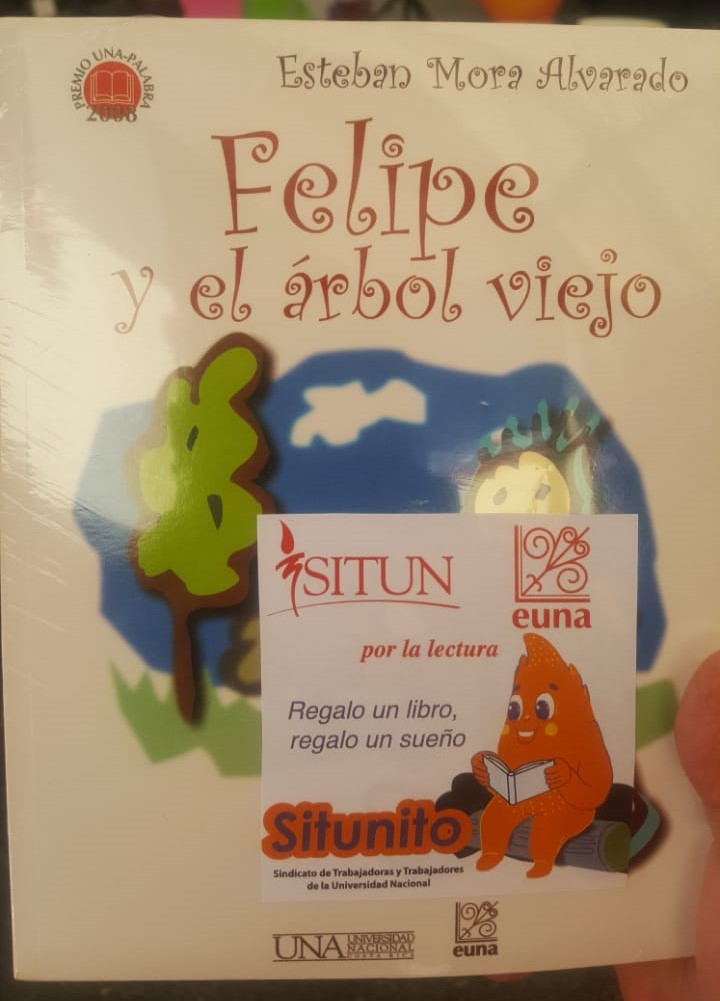 PREMIO UNA-PALABRA
2008
Esteban Mora Alvarado
Felipe
y el árbol viejo
SITUN
euna
por la lectura
Regalo un libro,
regalo un sueño
Situnito
Sindicato de Trabajadoras y Trabajadores
de la Universidad Nacional
UNA UNIVERSIDAD
NACIONAL
COSTA RICA
euna